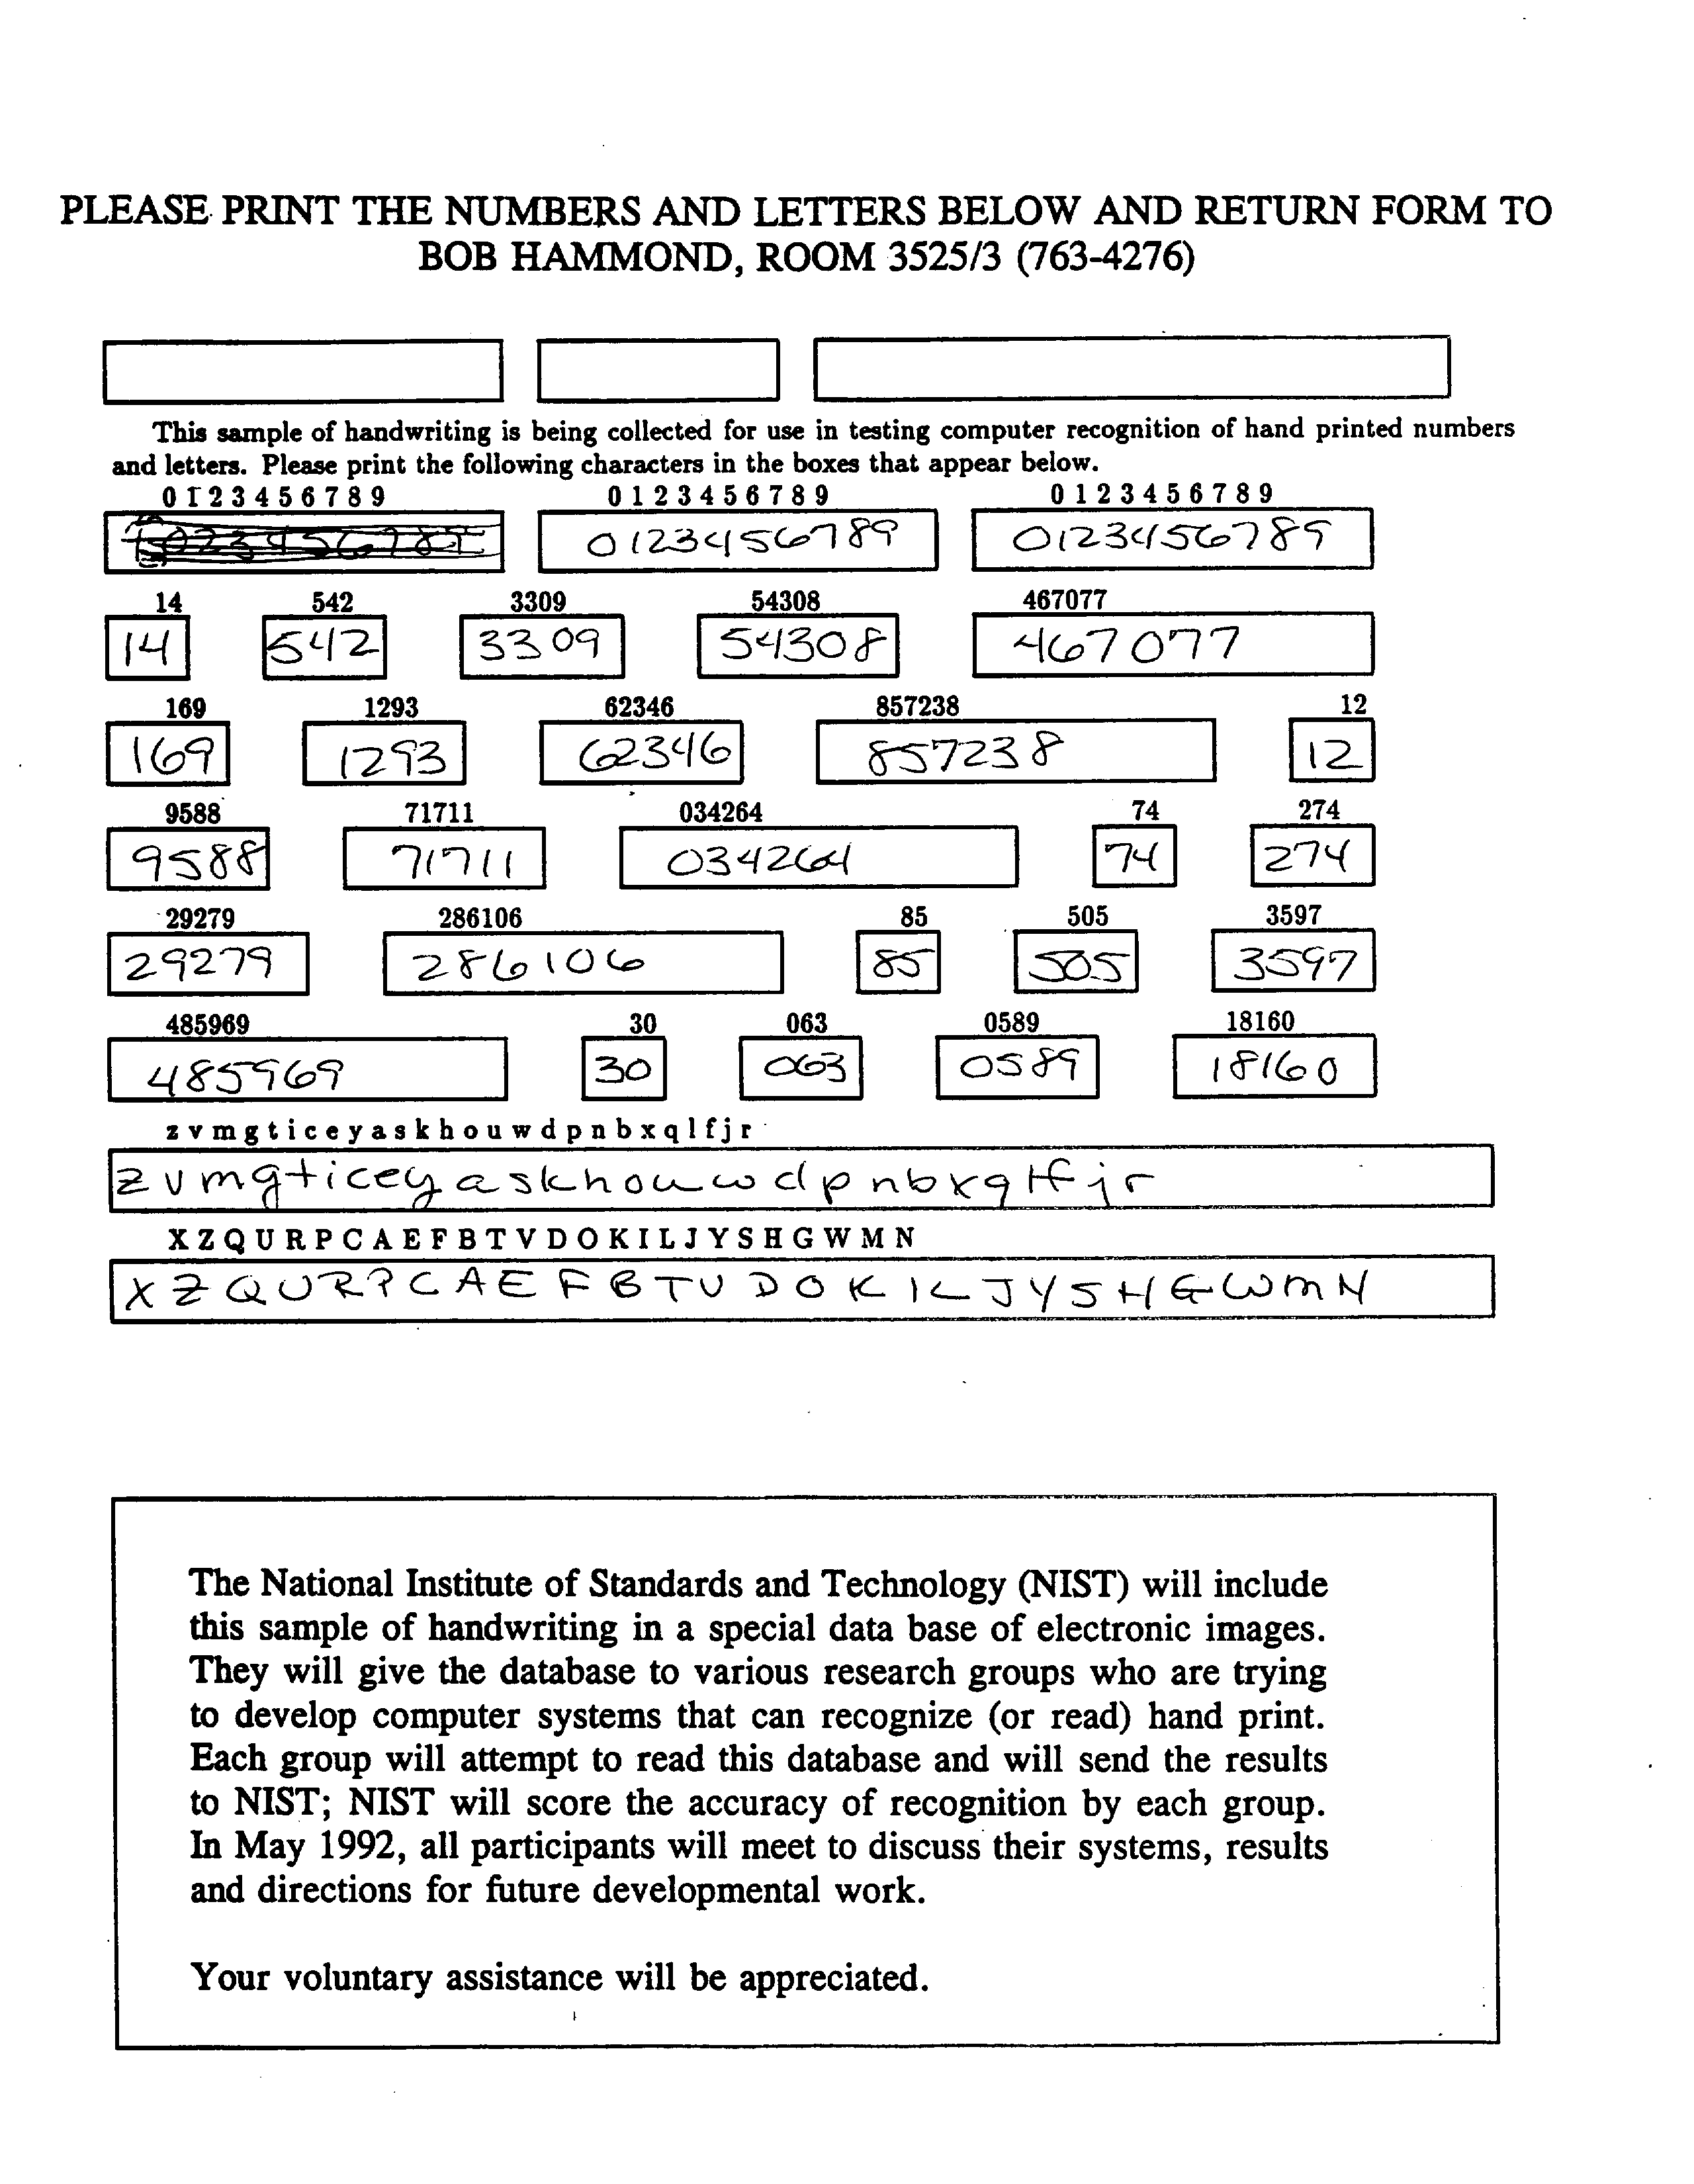 PLEASE PRINT THE NUMBERS AND LETTERS BELOW AND RETURN FORM TO
BOB HAMMOND, ROOM 3525/3 (763-4276)
This sample of handwriting is being collected for use in testing computer recognition of hand printed numbers
and letters. Please print the following characters in the boxes that appear below.
0 1 2 3 4 5 6 7 8 9 0 1 2 3 4 5 6 7 8 9 0 1 2 3 4 5 6 7 8 9
0123456789 0123456789
14 542 3309 54308 467077
14 542 3309 54308 467077
169 1293 62346 857238 12
169 1293 62346 857238 12
9588 71711 034264 74 274
9588 71711 034264 74 274
29279 286106 85 505 3597
29279 286106 85 505 3597
485969 30 063 0589 18160
485969 30 063 0589 18160
z v m g t i c e y a s k h o u w d p n b x q l f j r
z v m g t i c e y a s k h o u w d p n b x q l f j r
X Z Q U R P C A E F B T V D O K I L J Y S H G W M N
X Z Q U R P C A E F B T V D O K I L J Y S H G W M N
The National Institute of Standards and Technology (NIST) will include
this sample of handwriting in a special data base of electronic images.
They will give the database to various research groups who are trying
to develop computer systems that can recognize (or read) hand print.
Each group will attempt to read this database and will send the results
to NIST; NIST will score the accuracy of recognition by each group.
In May 1992, all participants will meet to discuss their systems, results
and directions for future developmental work.
Your voluntary assistance will be appreciated.